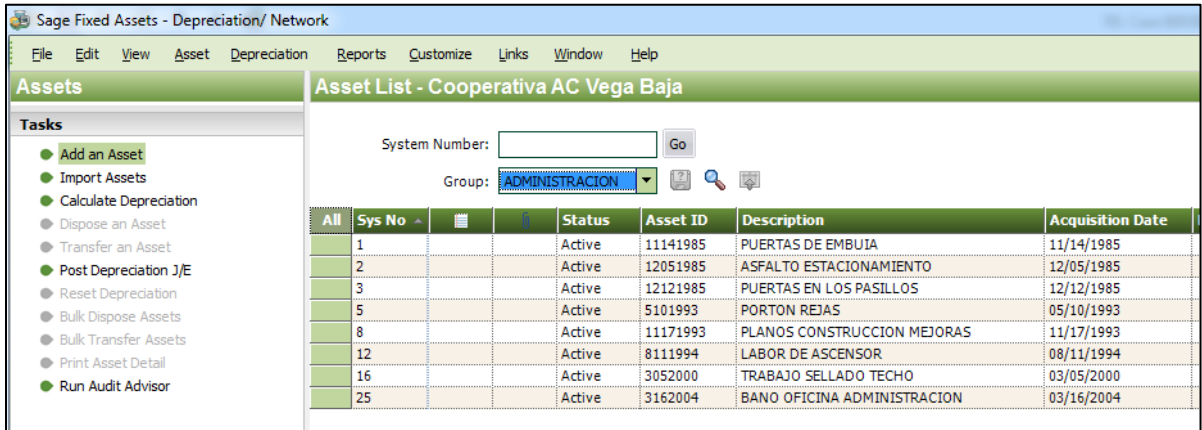 Sage Fixed Assets - Depreciation/ Network
File Edit View Asset Depreciation Reports Customize Links Window Help
Assets
Asset List - Cooperativa AC Vega Baja
Tasks
Add an Asset
Import Assets
Calculate Depreciation
Dispose an Asset
Transfer an Asset
Post Depreciation J/E
Reset Depreciation
Bulk Dispose Assets
Bulk Transfer Assets
Print Asset Detail
Run Audit Advisor
System Number: Go
Group: ADMINISTRACION
All Sys No Status Asset ID Description Acquisition Date
1 Active 11141985 PUERTAS DE EMBUIA 11/14/1985
2 Active 12051985 ASFALTO ESTACIONAMIENTO 12/05/1985
3 Active 12121985 PUERTAS EN LOS PASILLOS 12/12/1985
5 Active 5101993 PORTON REJAS 05/10/1993
8 Active 11171993 PLANOS CONSTRUCCION MEJORAS 11/17/1993
12 Active 8111994 LABOR DE ASCENSOR 08/11/1994
16 Active 3052000 TRABAJO SELLADO TECHO 03/05/2000
25 Active 3162004 BANO OFICINA ADMINISTRACION 03/16/2004